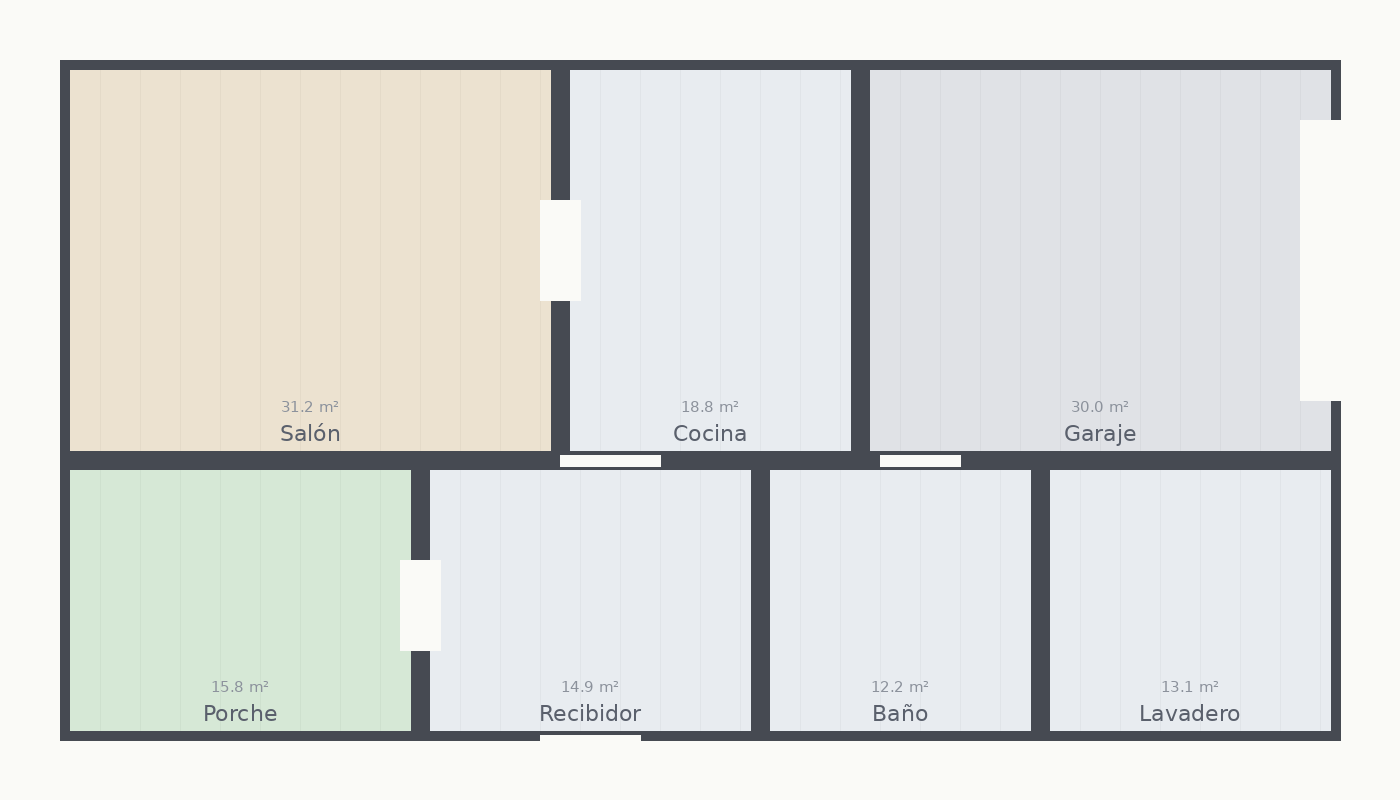 31.2 m²
Salón
18.8 m²
Cocina
30.0 m²
Garaje
15.8 m²
Porche
14.9 m²
Recibidor
12.2 m²
Baño
13.1 m²
Lavadero